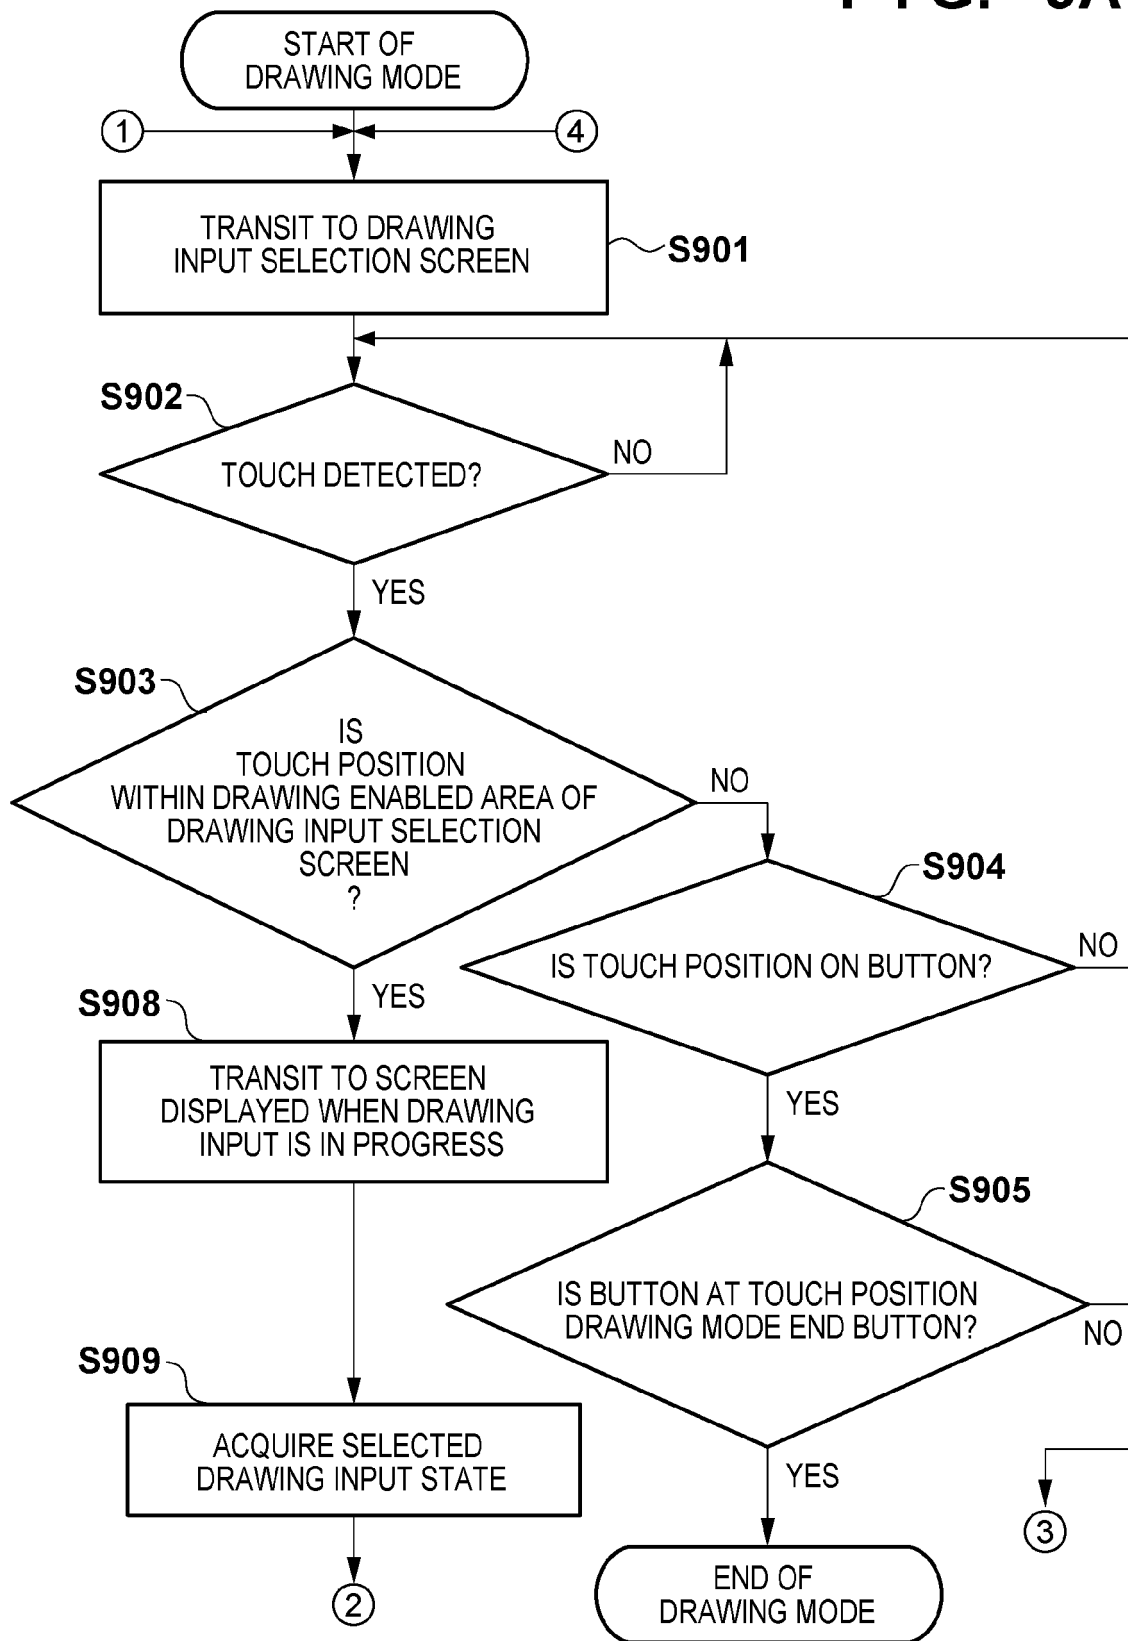 START OF
DRAWING MODE
1
4
TRANSIT TO DRAWING
INPUT SELECTION SCREEN
S901
S902
TOUCH DETECTED?
NO
YES
S903
IS
TOUCH POSITION
WITHIN DRAWING ENABLED AREA OF
DRAWING INPUT SELECTION
SCREEN
?
NO
YES
S904
IS TOUCH POSITION ON BUTTON?
NO
YES
S908
TRANSIT TO SCREEN
DISPLAYED WHEN DRAWING
INPUT IS IN PROGRESS
S905
IS BUTTON AT TOUCH POSITION
DRAWING MODE END BUTTON?
NO
YES
S909
ACQUIRE SELECTED
DRAWING INPUT STATE
2
3
END OF
DRAWING MODE